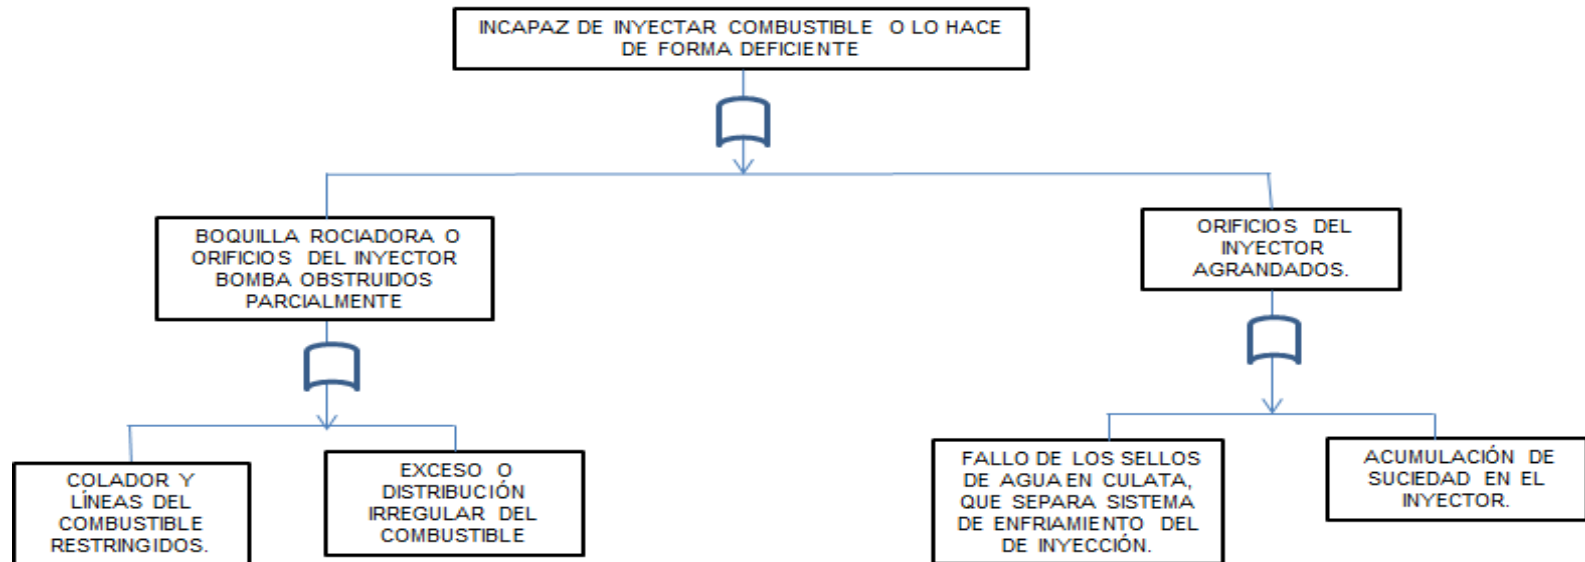 INCAPAZ DE INYECTAR COMBUSTIBLE O LO HACE
DE FORMA DEFICIENTE
BOQUILLA ROCIADORA O
ORIFICIOS DEL INYECTOR
BOMBA OBSTRUIDOS
PARCIALMENTE
ORIFICIOS DEL
INYECTOR
AGRANDADOS.
COLADOR Y
LÍNEAS DEL
COMBUSTIBLE
RESTRINGIDOS.
EXCESO O
DISTRIBUCIÓN
IRREGULAR DEL
COMBUSTIBLE
FALLO DE LOS SELLOS
DE AGUA EN CULATA,
QUE SEPARA SISTEMA
DE ENFRIAMIENTO DEL
DE INYECCIÓN.
ACUMULACIÓN DE
SUCIEDAD EN EL
INYECTOR.